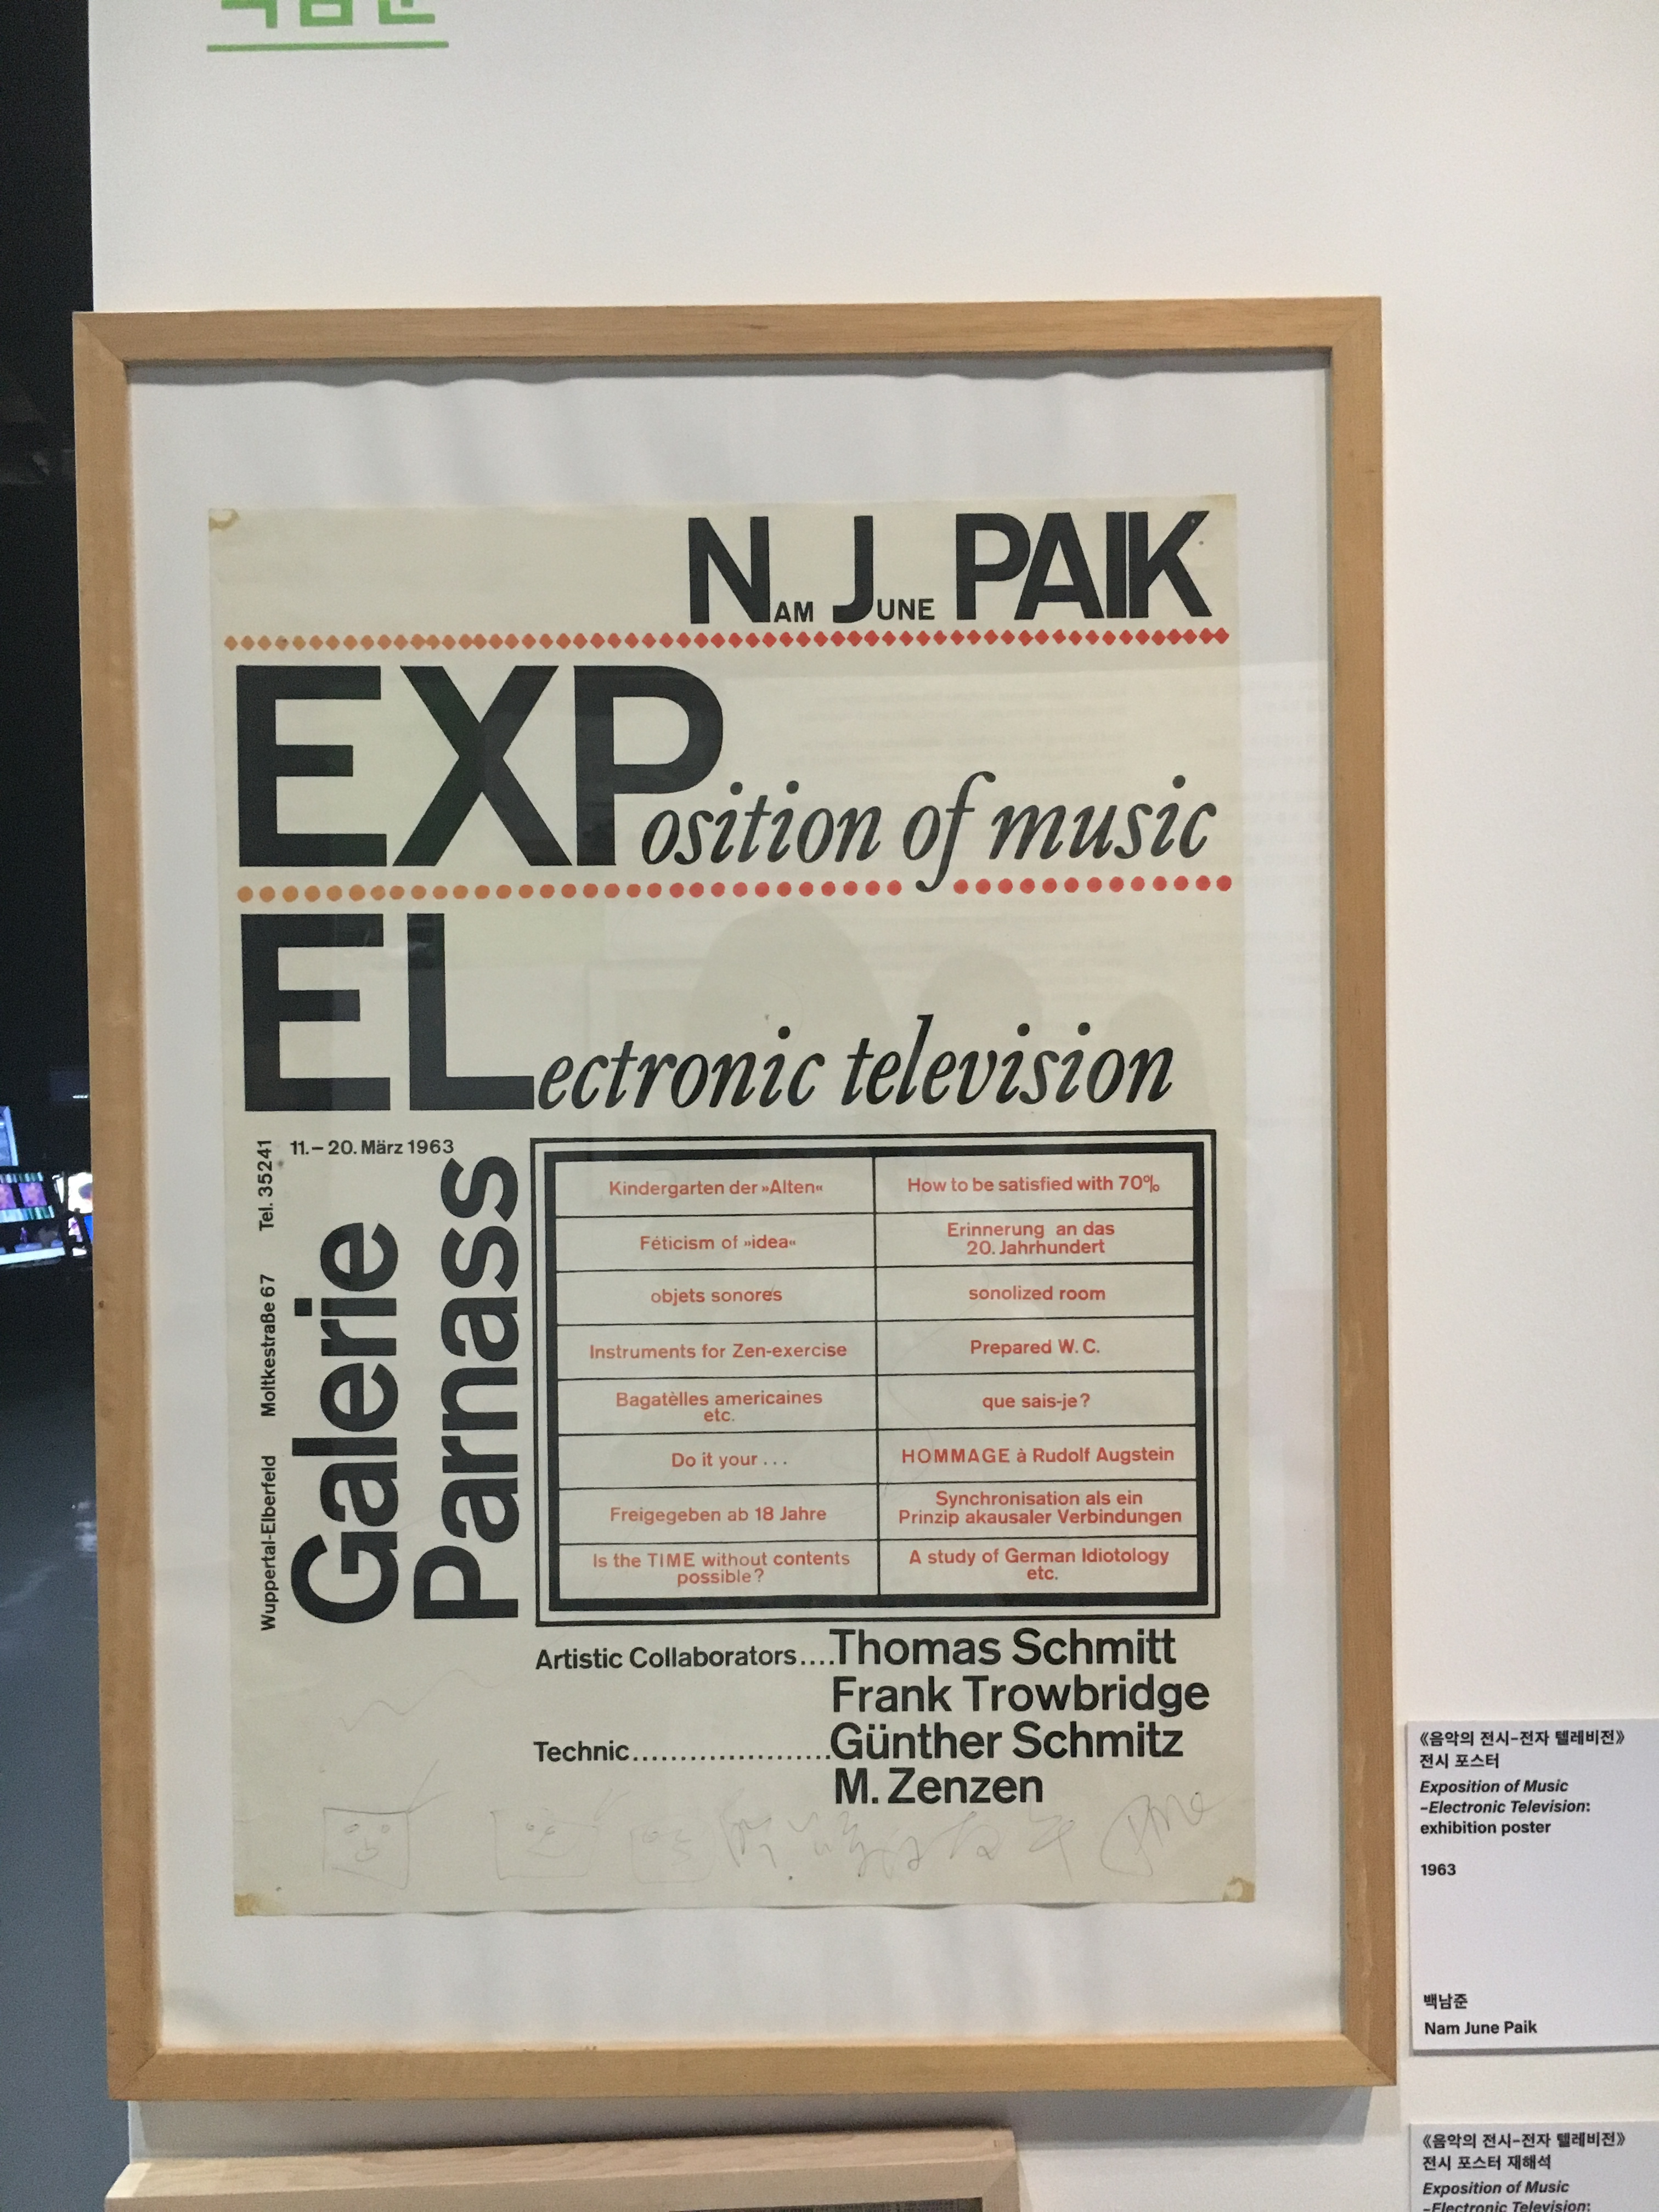 백남준
NAM JUNE PAIK
EXPosition of music
ELectronic television
11.–20. März 1963
Wuppertal-Elberfeld Moltkestraße 67 Tel. 35241
Galerie
Parnass
Kindergarten der »Alten«
How to be satisfied with 70%
Féticism of »idea«
Erinnerung an das
20. Jahrhundert
objets sonores
sonolized room
Instruments for Zen-exercise
Prepared W. C.
Bagatèlles americaines
etc.
que sais-je?
Do it your . . .
HOMMAGE à Rudolf Augstein
Freigegeben ab 18 Jahre
Synchronisation als ein
Prinzip akausaler Verbindungen
Is the TIME without contents
possible?
A study of German Idiotology
etc.
Artistic Collaborators....Thomas Schmitt
Frank Trowbridge
Technic.....................Günther Schmitz
M. Zenzen
《음악의 전시-전자 텔레비전》
전시 포스터
Exposition of Music
–Electronic Television:
exhibition poster
1963
백남준
Nam June Paik
《음악의 전시-전자 텔레비전》
전시 포스터 재해석
Exposition of Music
–Electronic Television: